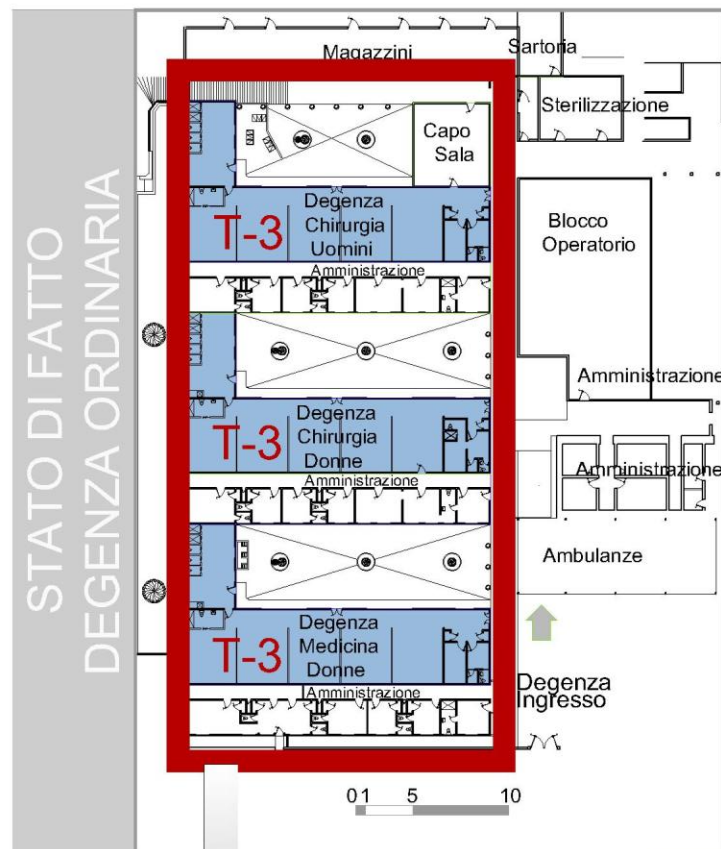 STATO DI FATTO
DEGENZA ORDINARIA
Magazzini
Sartoria
Sterilizzazione
Capo
Sala
Degenza
Chirurgia
Uomini
T-3
Blocco
Operatorio
Amministrazione
Amministrazione
T-3
Degenza
Chirurgia
Donne
Amministrazione
Amministrazione
Ambulanze
T-3
Degenza
Medicina
Donne
Amministrazione
Degenza
Ingresso
0 1 5 10